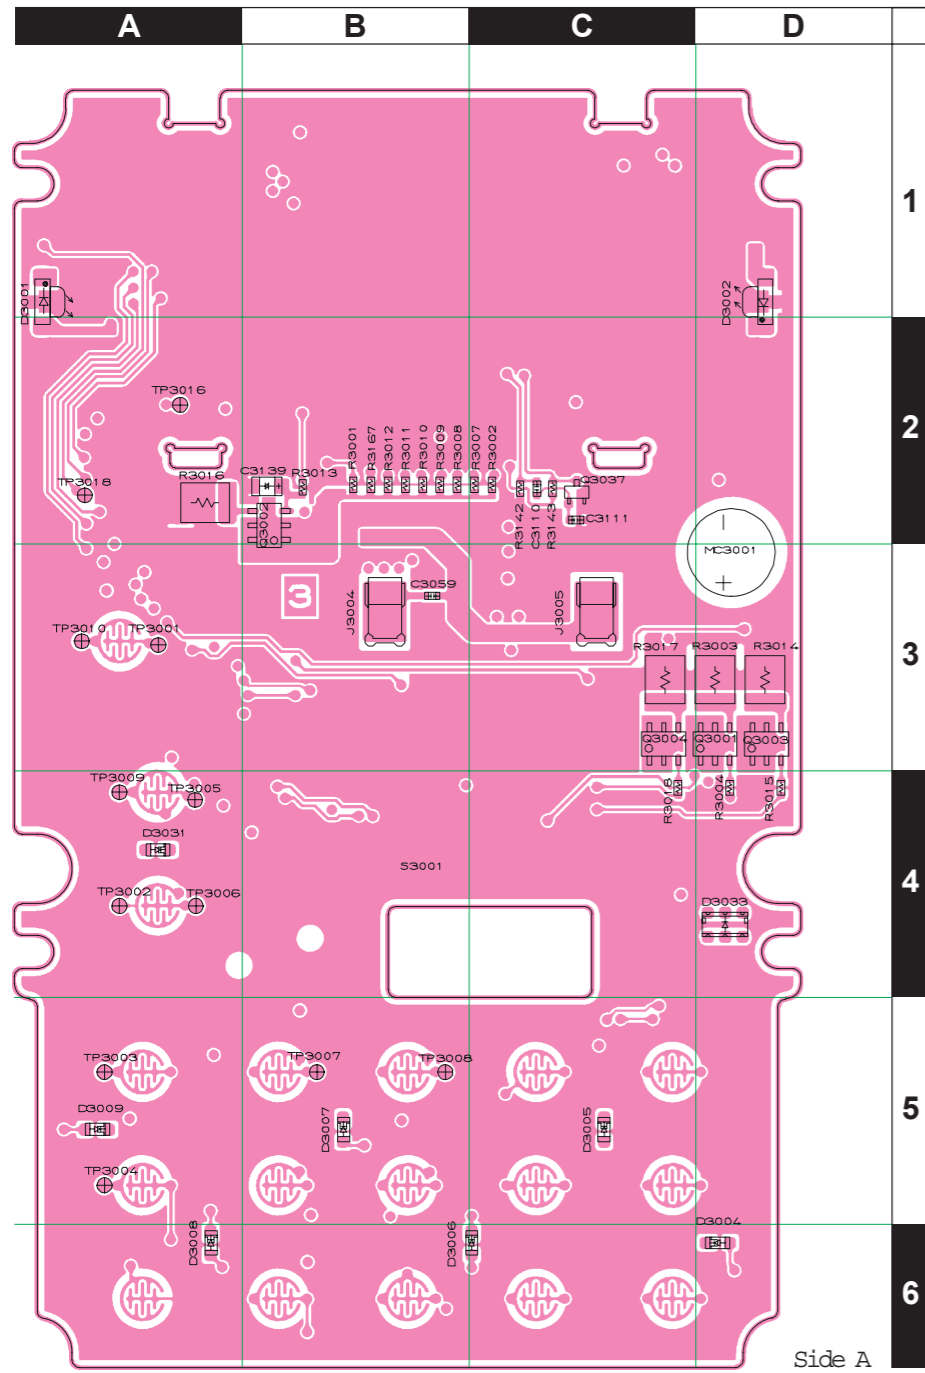 A B C D
1
D3001
D3002
2
TP3016
R3001
R3167
R3012
R3011
R3010
R3009
R3008
R3007
R3002
TP3018
R3016
C3139
R3013
Q3037
Q3002
R3142
C3110
R3143
C3111
MC3001
3
3
J3004
C3059
J3005
TP3010
TP3001
R3017
R3003
R3014
Q3004
Q3001
Q3003
TP3009
TP3005
R3018
R3004
R3015
D3031
S3001
4
TP3002
TP3006
D3033
TP3003
TP3007
TP3008
5
D3009
D3007
D3005
TP3004
D3008
D3006
D3004
6
Side A